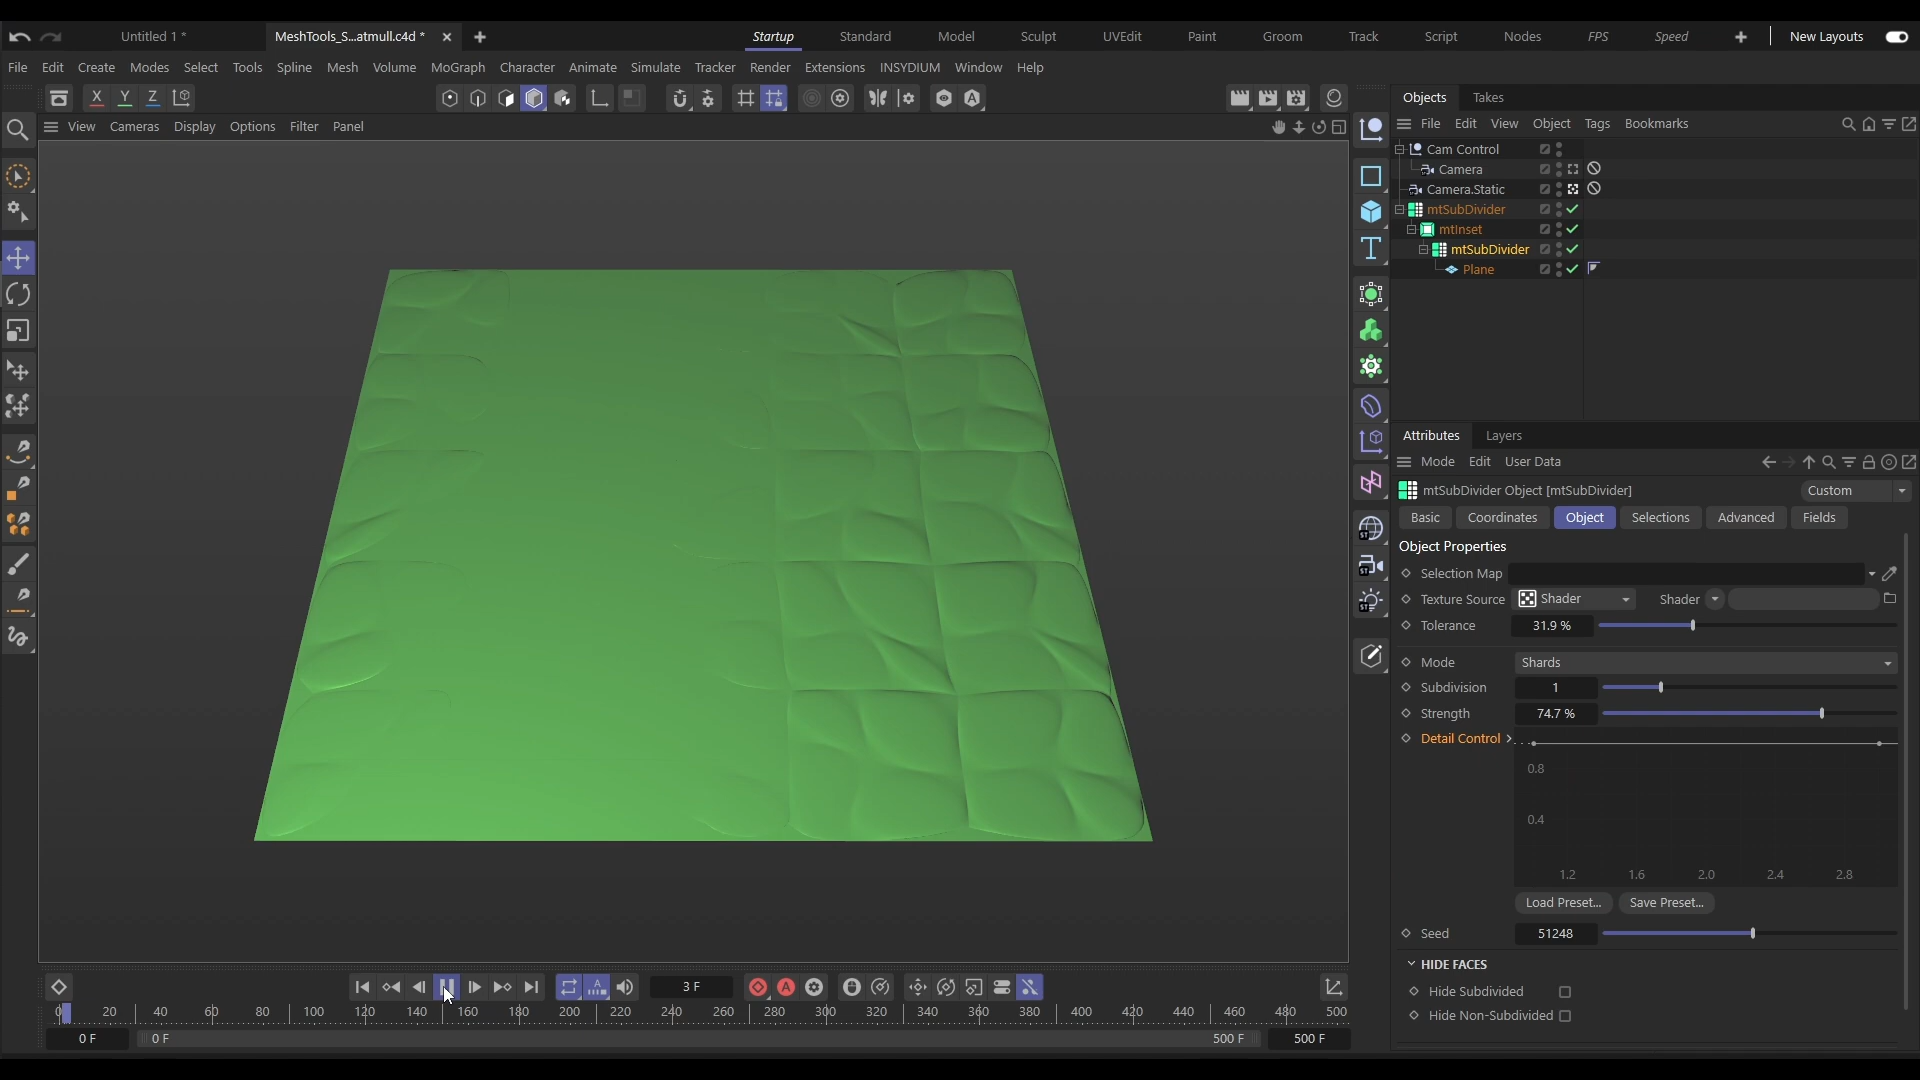 Untitled 1 * MeshTools_S...atmull.c4d * Startup Standard Model Sculpt UVEdit Paint Groom Track Script Nodes FPS Speed New Layouts
File Edit Create Modes Select Tools Spline Mesh Volume MoGraph Character Animate Simulate Tracker Render Extensions INSYDIUM Window Help
X Y Z
View Cameras Display Options Filter Panel
Objects Takes
File Edit View Object Tags Bookmarks
Cam Control
Camera
Camera.Static
mtSubDivider
mtInset
mtSubDivider
Plane
Attributes Layers
Mode Edit User Data
mtSubDivider Object [mtSubDivider] Custom
Basic Coordinates Object Selections Advanced Fields
Object Properties
Selection Map
Texture Source Shader Shader
Tolerance 31.9 %
Mode Shards
Subdivision 1
Strength 74.7 %
Detail Control
0.8
0.4
1.2 1.6 2.0 2.4 2.8
Load Preset... Save Preset...
Seed 51248
HIDE FACES
Hide Subdivided
Hide Non-Subdivided
3 F
0 20 40 60 80 100 120 140 160 180 200 220 240 260 280 300 320 340 360 380 400 420 440 460 480 500
0 F 0 F 500 F 500 F